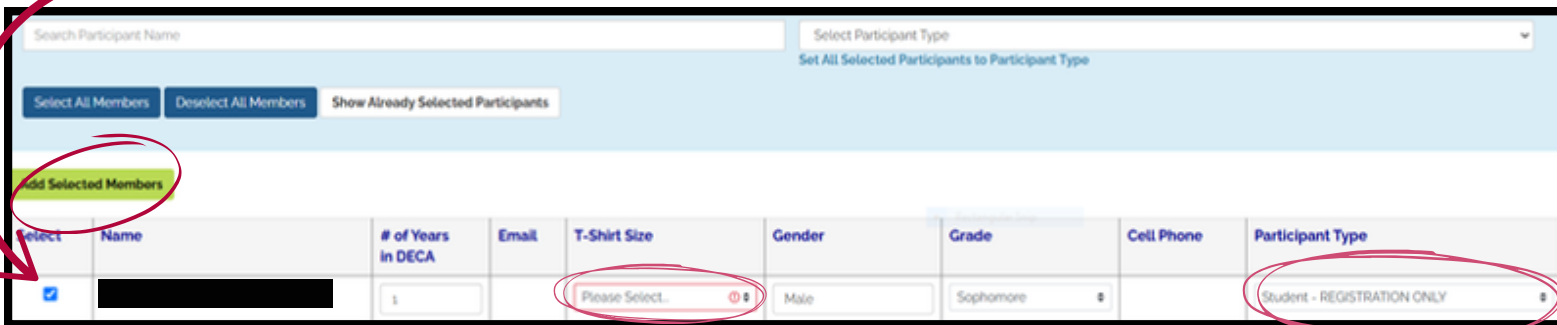 Search Participant Name
Select Participant Type
Set All Selected Participants to Participant Type
Select All Members Deselect All Members Show Already Selected Participants
Add Selected Members
Select Name # of Years in DECA Email T-Shirt Size Gender Grade Cell Phone Participant Type
1 Please Select.. Male Sophomore Student - REGISTRATION ONLY